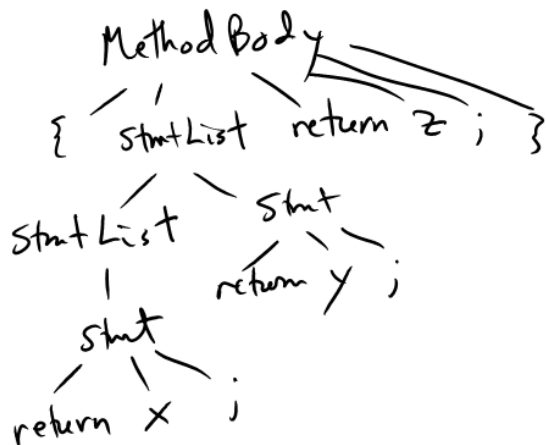 MethodBody
{ StmtList return z ; }
StmtList Stmt
return y ;
Stmt
return x ;